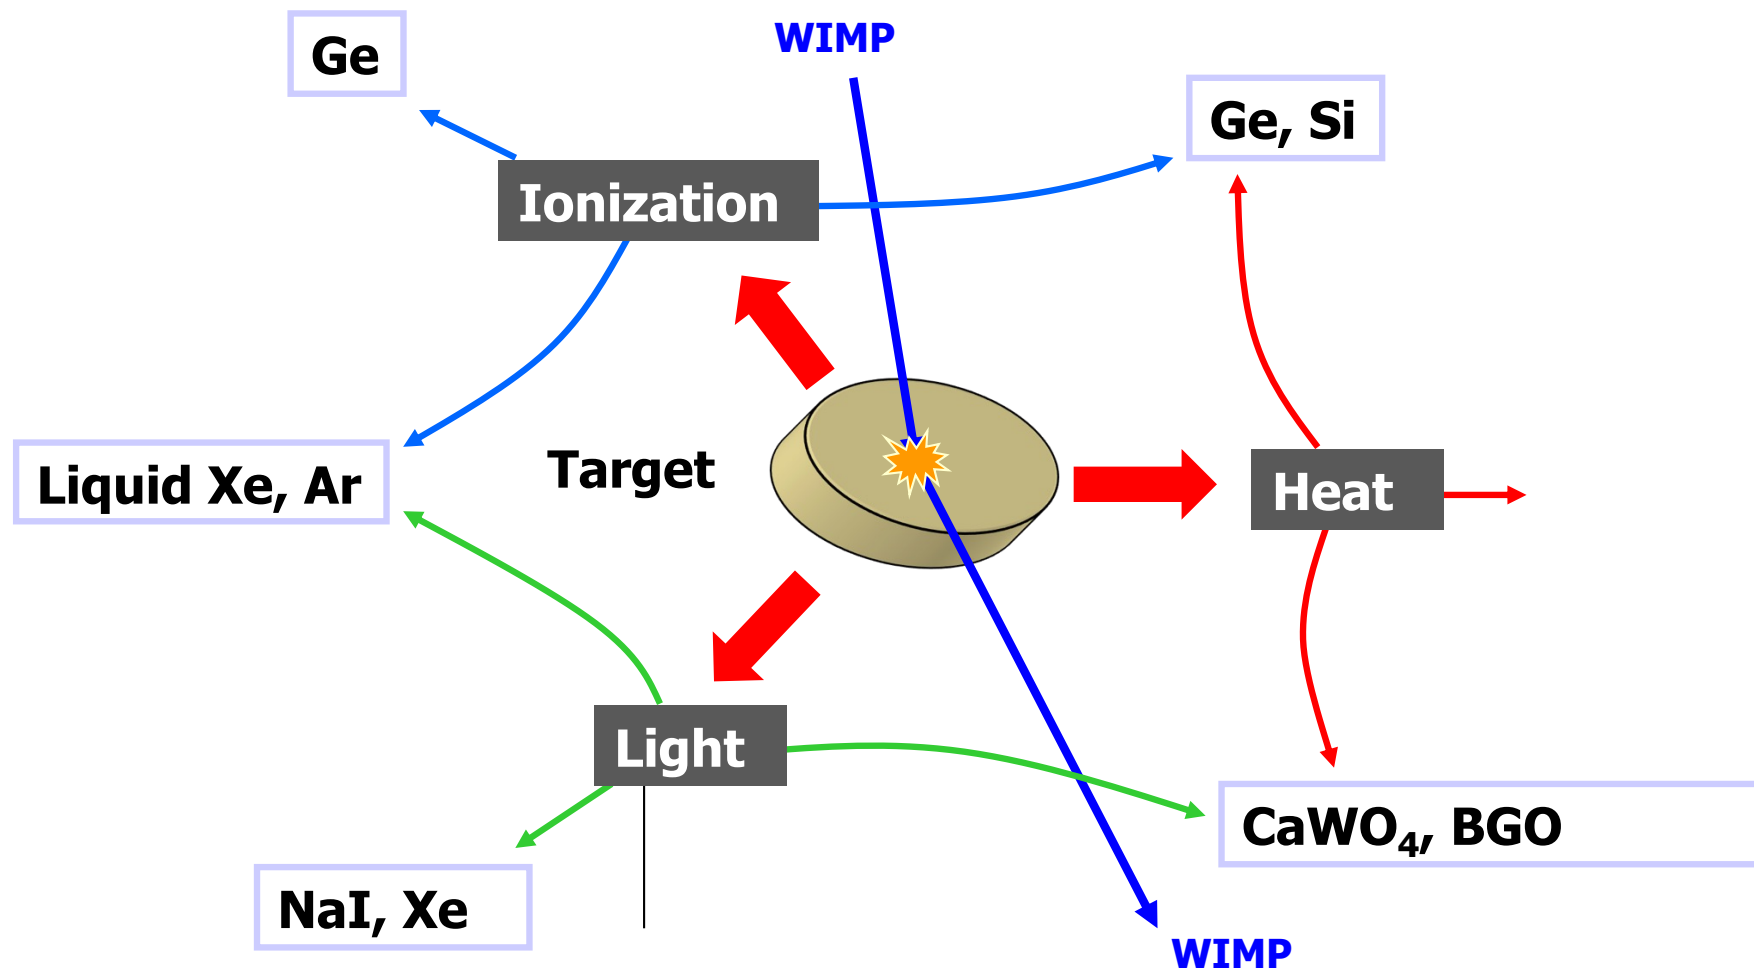 WIMP
Ge
Ge, Si
Ionization
Target
Liquid Xe, Ar
Heat
Light
CaWO₄, BGO
NaI, Xe
WIMP